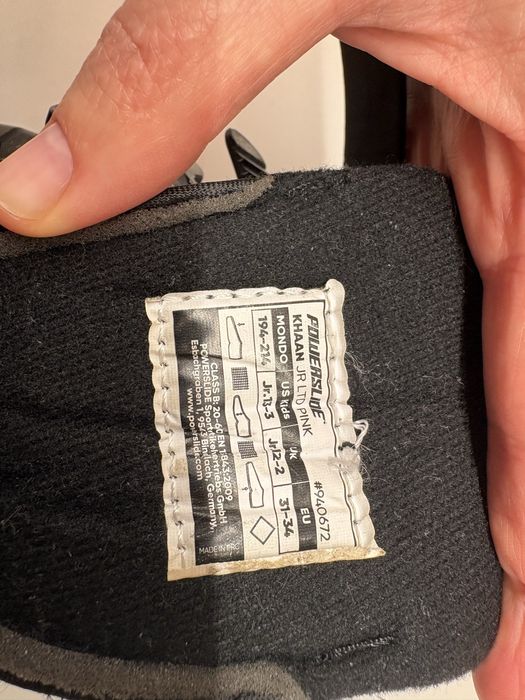 POWERSLIDE
KHAAN JR LTD PINK #940672
MONDO US kids UK EU
194-214 Jr.13-3 Jr.12-2 31-34
CLASS B: 20-60 EN 13843:2009
POWERSLIDE Sportartikelvertriebs GmbH
Esbachgraben 1, 95463 Bindlach, Germany,
www.powerslide.com
MADE IN PRC